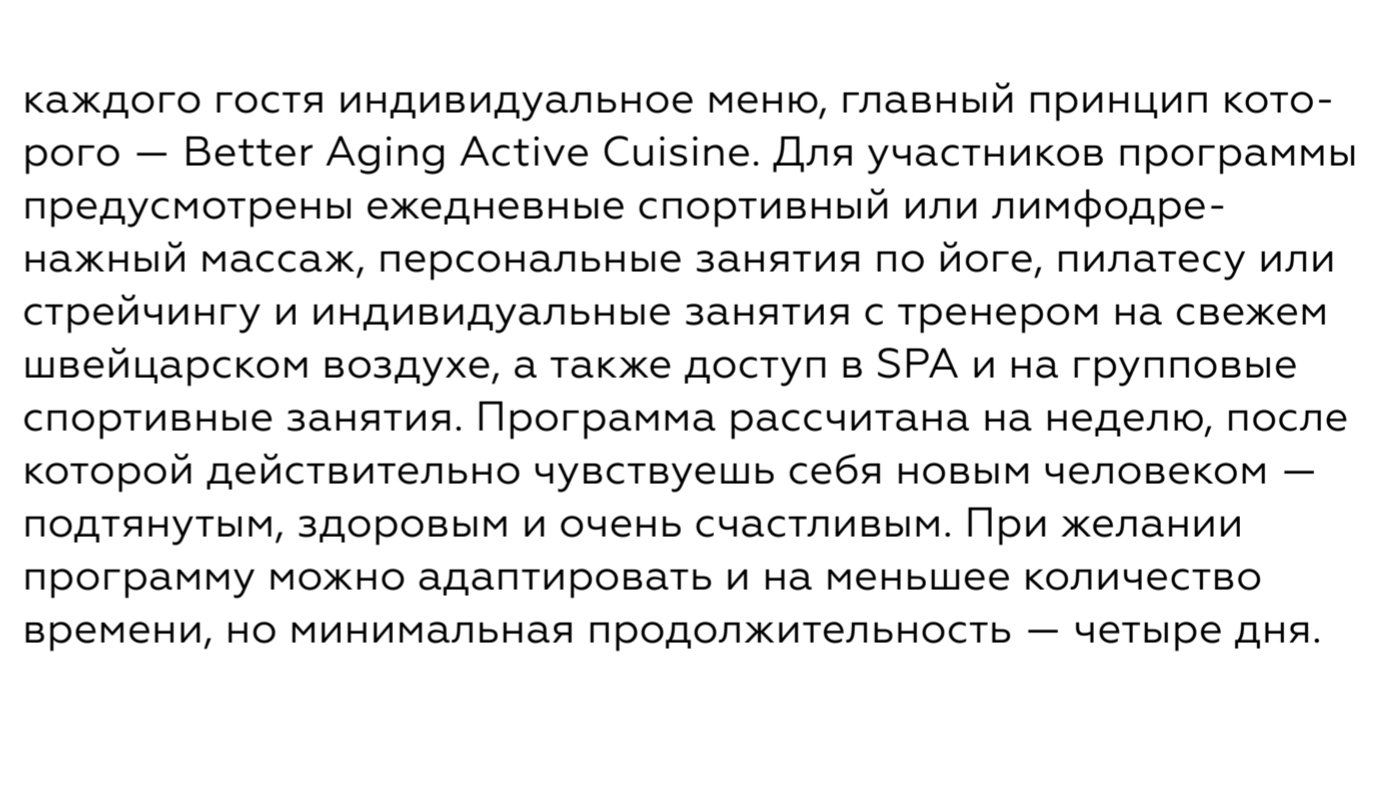 каждого гостя индивидуальное меню, главный принцип кото-
рого — Better Aging Active Cuisine. Для участников программы
предусмотрены ежедневные спортивный или лимфодре-
нажный массаж, персональные занятия по йоге, пилатесу или
стрейчингу и индивидуальные занятия с тренером на свежем
швейцарском воздухе, а также доступ в SPA и на групповые
спортивные занятия. Программа рассчитана на неделю, после
которой действительно чувствуешь себя новым человеком —
подтянутым, здоровым и очень счастливым. При желании
программу можно адаптировать и на меньшее количество
времени, но минимальная продолжительность — четыре дня.